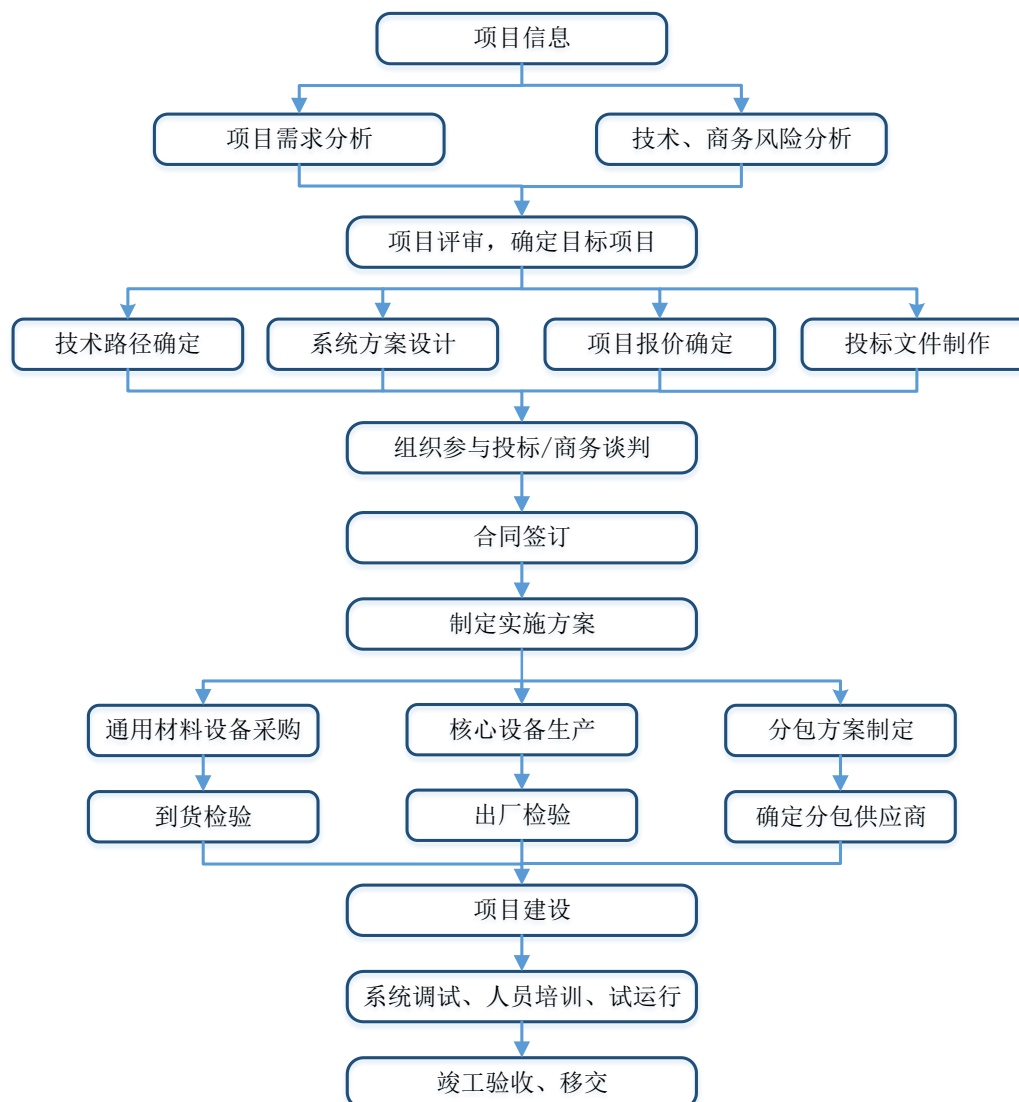 项目信息
项目需求分析
技术、商务风险分析
项目评审，确定目标项目
技术路径确定
系统方案设计
项目报价确定
投标文件制作
组织参与投标/商务谈判
合同签订
制定实施方案
通用材料设备采购
核心设备生产
分包方案制定
到货检验
出厂检验
确定分包供应商
项目建设
系统调试、人员培训、试运行
竣工验收、移交